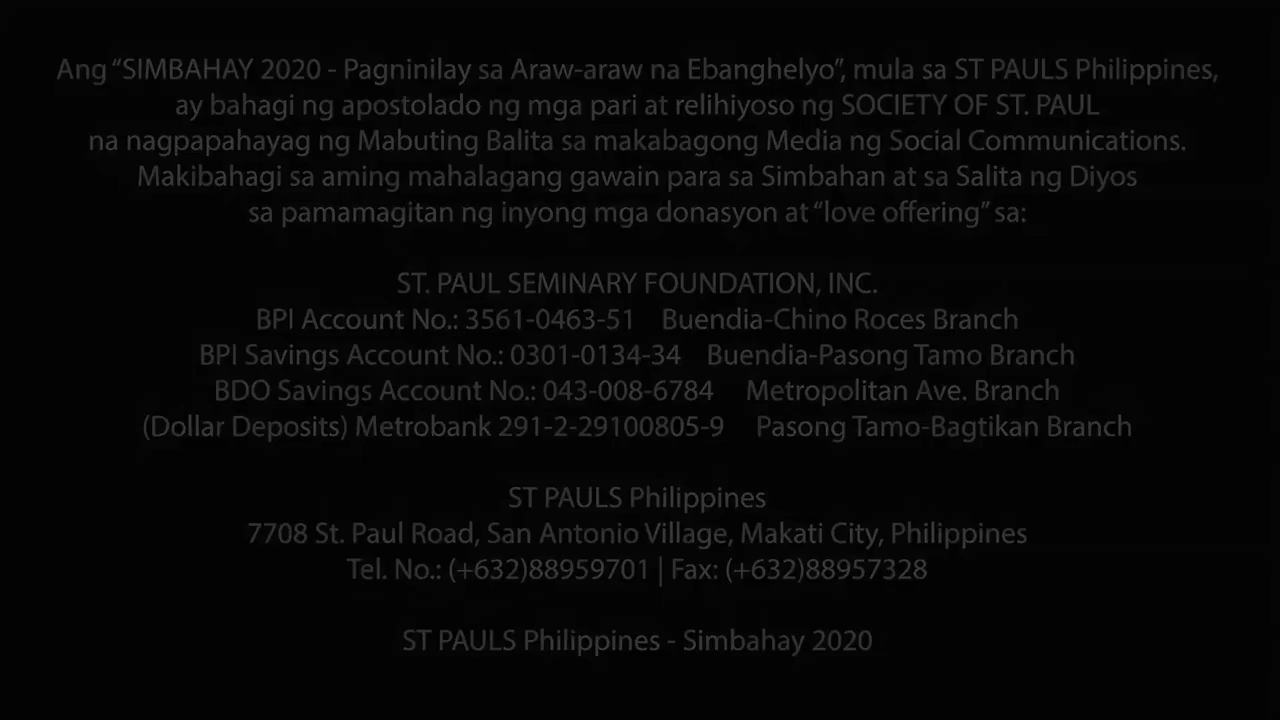 Ang “SIMBAHAY 2020 - Pagninilay sa Araw-araw na Ebanghelyo”, mula sa ST PAULS Philippines,
ay bahagi ng apostolado ng mga pari at relihiyoso ng SOCIETY OF ST. PAUL
na nagpapahayag ng Mabuting Balita sa makabagong Media ng Social Communications.
Makibahagi sa aming mahalagang gawain para sa Simbahan at sa Salita ng Diyos
sa pamamagitan ng inyong mga donasyon at “love offering” sa:
ST. PAUL SEMINARY FOUNDATION, INC.
BPI Account No.: 3561-0463-51 Buendia-Chino Roces Branch
BPI Savings Account No.: 0301-0134-34 Buendia-Pasong Tamo Branch
BDO Savings Account No.: 043-008-6784 Metropolitan Ave. Branch
(Dollar Deposits) Metrobank 291-2-29100805-9 Pasong Tamo-Bagtikan Branch
ST PAULS Philippines
7708 St. Paul Road, San Antonio Village, Makati City, Philippines
Tel. No.: (+632)88959701 | Fax: (+632)88957328
ST PAULS Philippines - Simbahay 2020